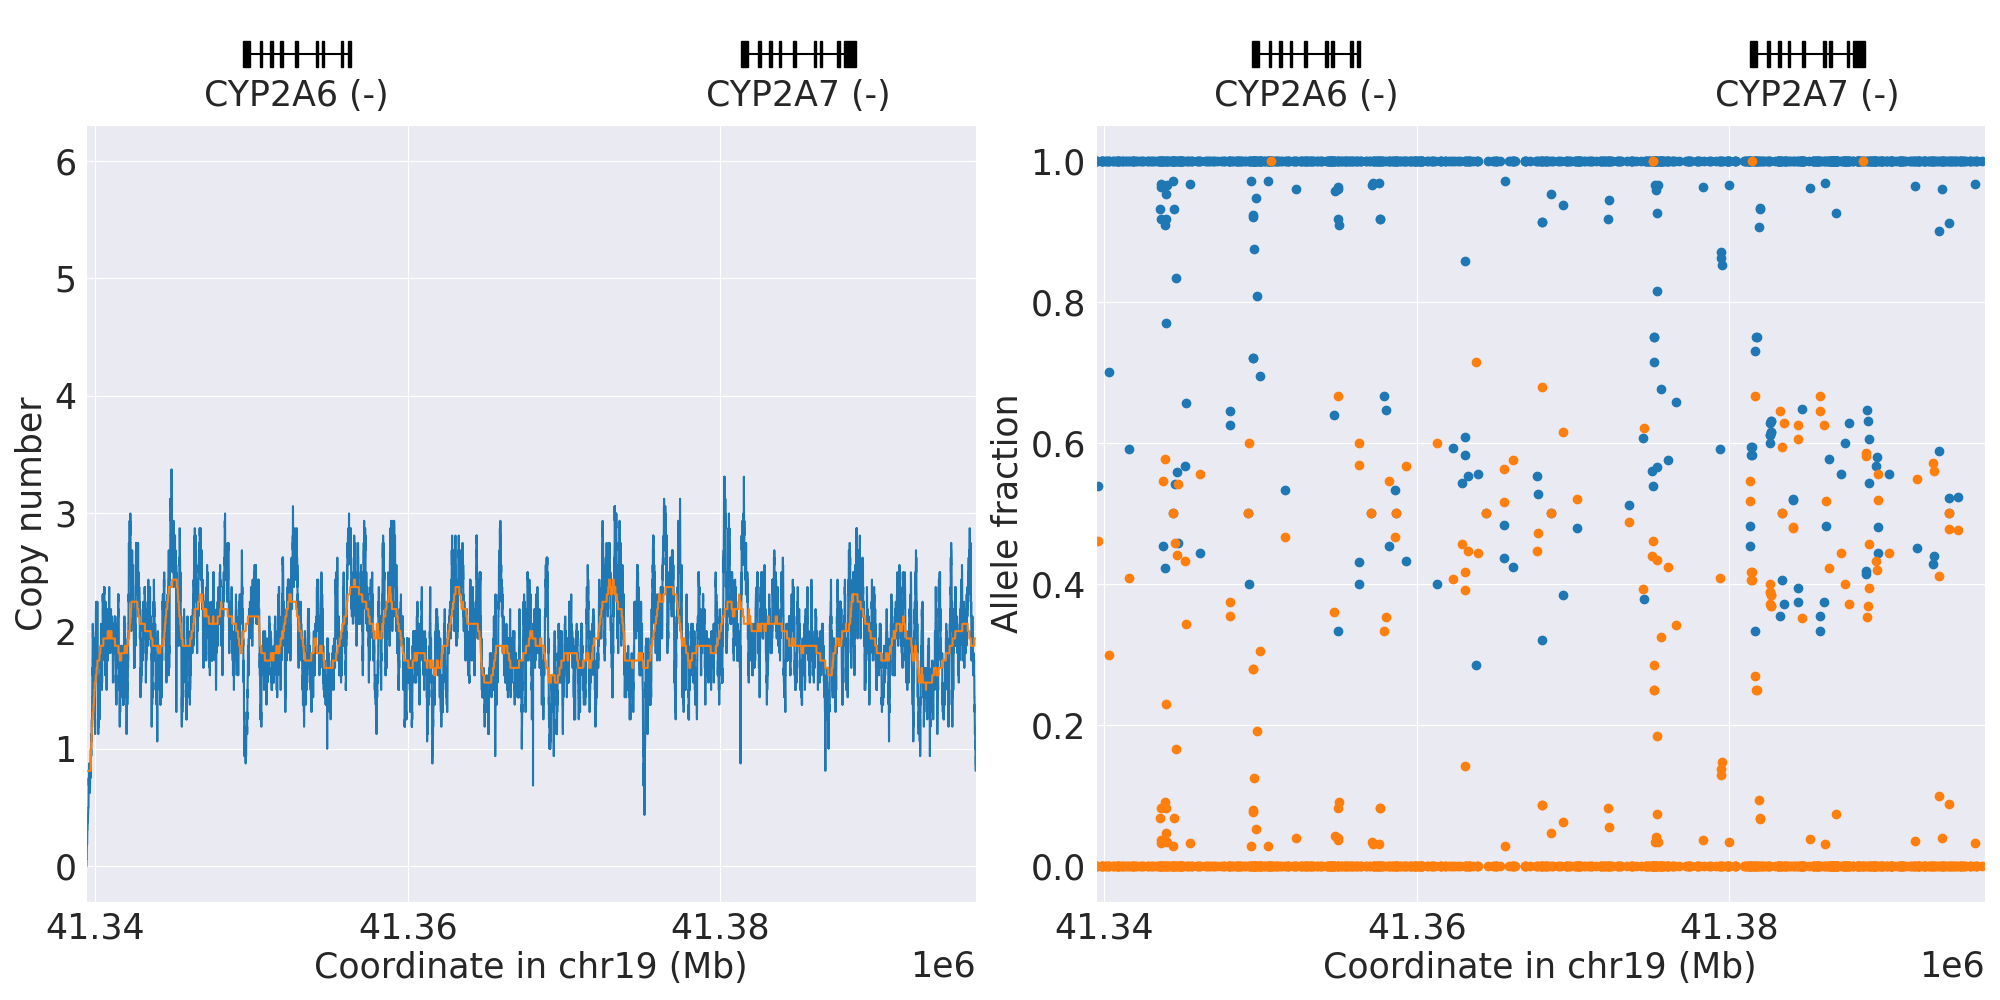 CYP2A6 (-)
CYP2A7 (-)
Copy number
6
5
4
3
2
1
0
41.34
41.36
41.38
Coordinate in chr19 (Mb)
1e6
CYP2A6 (-)
CYP2A7 (-)
Allele fraction
1.0
0.8
0.6
0.4
0.2
0.0
41.34
41.36
41.38
Coordinate in chr19 (Mb)
1e6